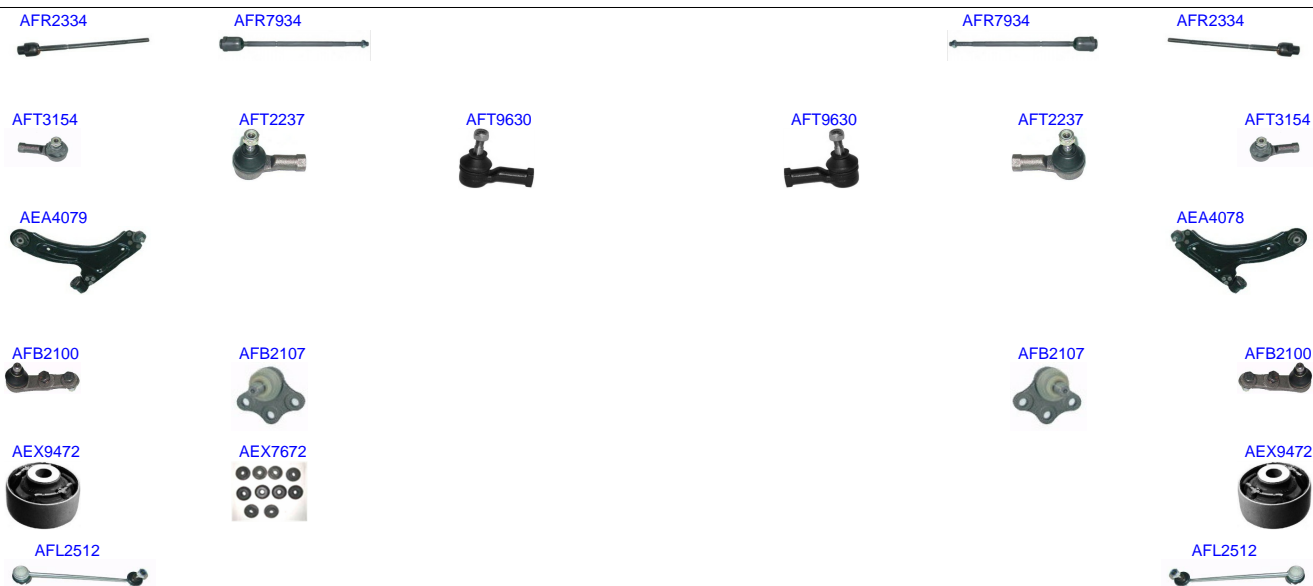 AFR2334 AFR7934 AFR7934 AFR2334
AFT3154 AFT2237 AFT9630 AFT9630 AFT2237 AFT3154
AEA4079 AEA4078
AFB2100 AFB2107 AFB2107 AFB2100
AEX9472 AEX7672 AEX9472
AFL2512 AFL2512